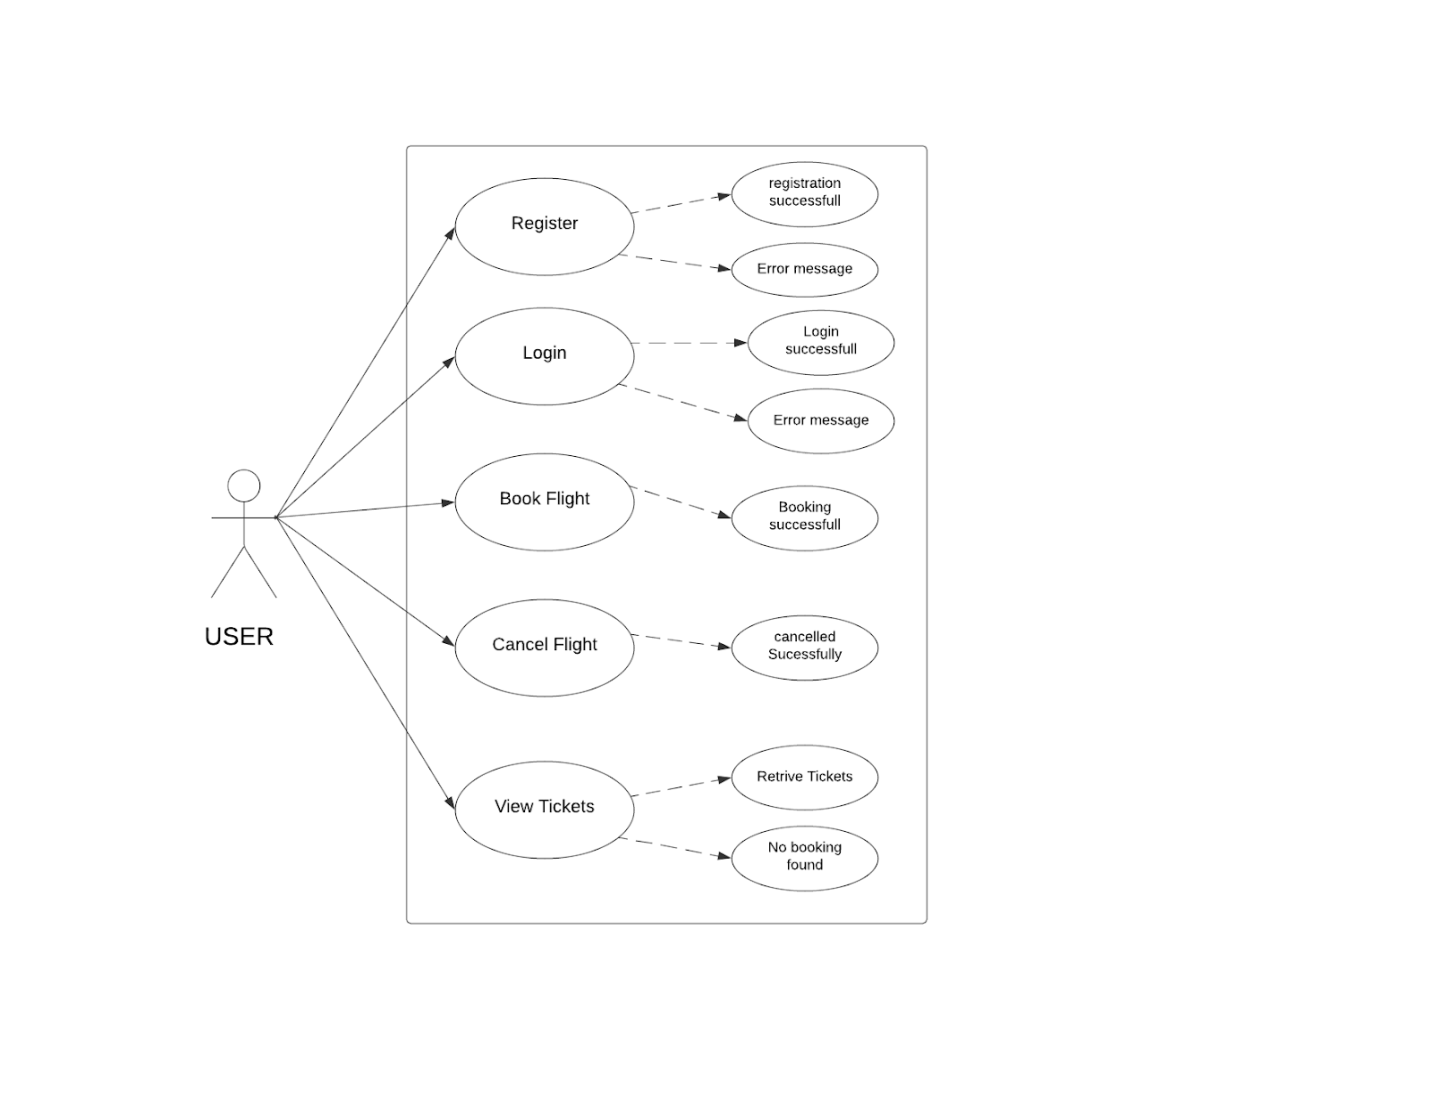 registration
successfull
Register
Error message
Login
successfull
Login
Error message
Book Flight
Booking
successfull
USER
Cancel Flight
cancelled
Sucessfully
View Tickets
Retrive Tickets
No booking
found